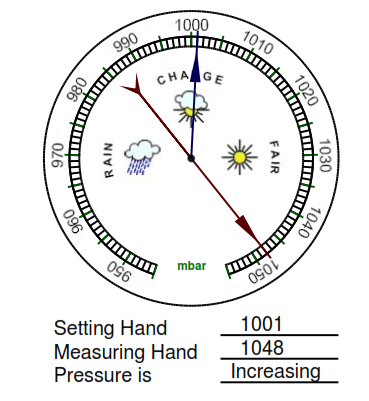 950
960
970
980
990
1000
1010
1020
1030
1040
1050
CHANGE
RAIN
FAIR
mbar
Setting Hand 1001
Measuring Hand 1048
Pressure is Increasing